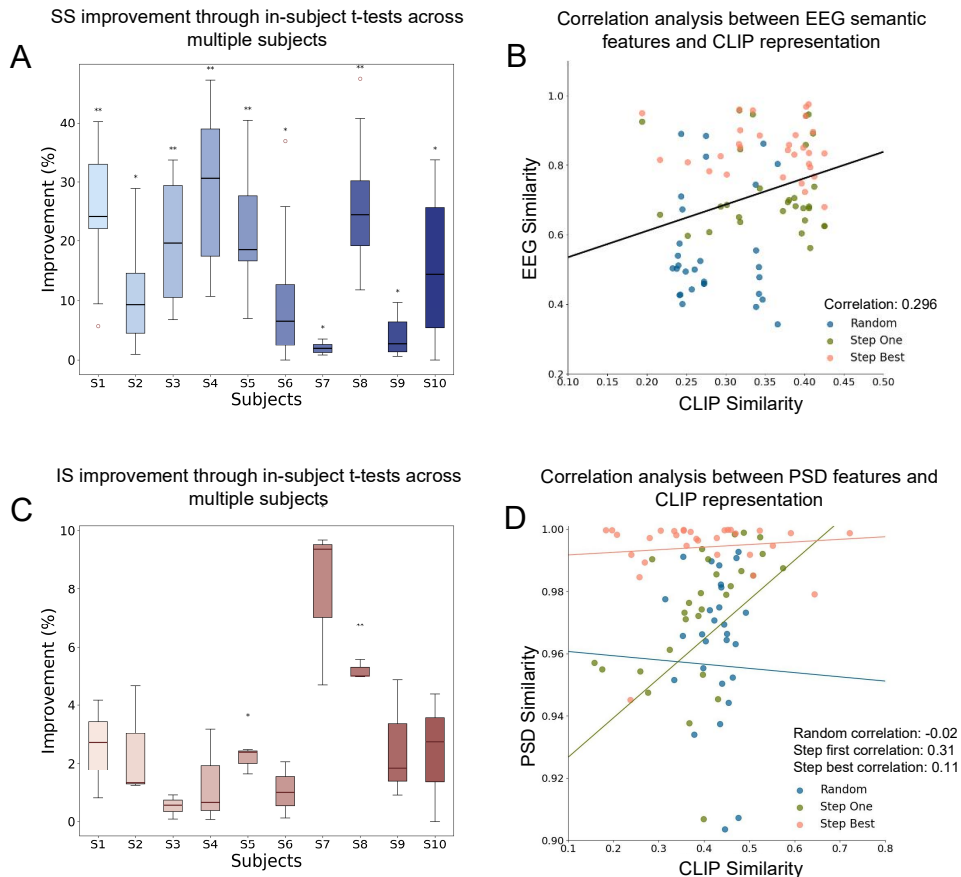 SS improvement through in-subject t-tests across
multiple subjects
A
**
*
**
**
**
*
*
**
*
*
Improvement (%)
40
30
20
10
0
S1 S2 S3 S4 S5 S6 S7 S8 S9 S10
Subjects
Correlation analysis between EEG semantic
features and CLIP representation
B
EEG Similarity
1.0
0.8
0.6
0.4
0.2
Correlation: 0.296
Random
Step One
Step Best
0.10 0.15 0.20 0.25 0.30 0.35 0.40 0.45 0.50
CLIP Similarity
IS improvement through in-subject t-tests across
multiple subjects
C
*
**
*
Improvement (%)
10
8
6
4
2
0
S1 S2 S3 S4 S5 S6 S7 S8 S9 S10
Subjects
Correlation analysis between PSD features and
CLIP representation
D
PSD Similarity
1.00
0.98
0.96
0.94
0.92
0.90
Random correlation: -0.02
Step first correlation: 0.31
Step best correlation: 0.11
Random
Step One
Step Best
0.1 0.2 0.3 0.4 0.5 0.6 0.7 0.8
CLIP Similarity